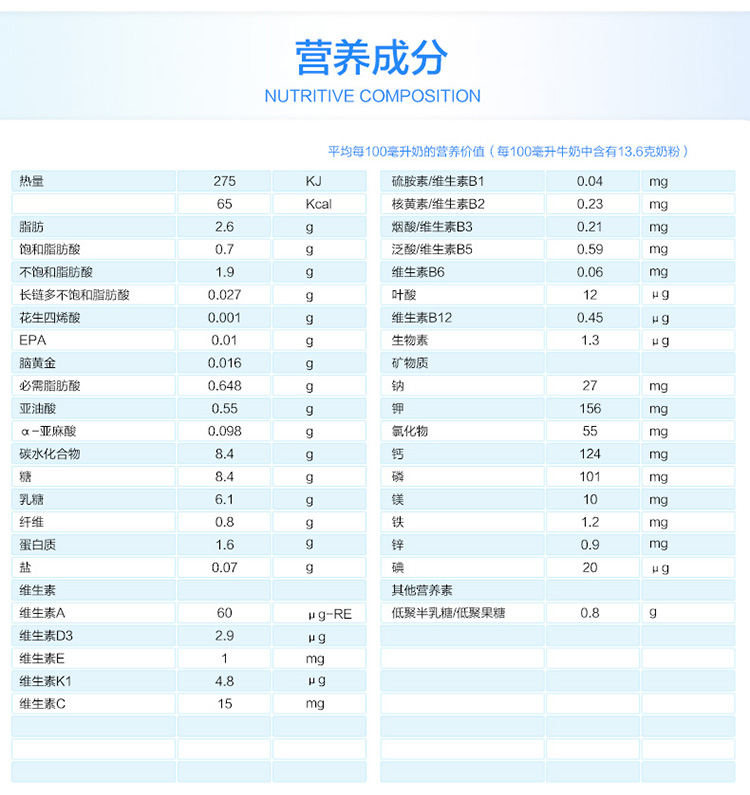 营养成分
NUTRITIVE COMPOSITION
平均每100毫升奶的营养价值（每100毫升牛奶中含有13.6克奶粉）
热量 275 KJ
65 Kcal
脂肪 2.6 g
饱和脂肪酸 0.7 g
不饱和脂肪酸 1.9 g
长链多不饱和脂肪酸 0.027 g
花生四烯酸 0.001 g
EPA 0.01 g
脑黄金 0.016 g
必需脂肪酸 0.648 g
亚油酸 0.55 g
α-亚麻酸 0.098 g
碳水化合物 8.4 g
糖 8.4 g
乳糖 6.1 g
纤维 0.8 g
蛋白质 1.6 g
盐 0.07 g
维生素
维生素A 60 μg-RE
维生素D3 2.9 μg
维生素E 1 mg
维生素K1 4.8 μg
维生素C 15 mg
硫胺素/维生素B1 0.04 mg
核黄素/维生素B2 0.23 mg
烟酸/维生素B3 0.21 mg
泛酸/维生素B5 0.59 mg
维生素B6 0.06 mg
叶酸 12 μg
维生素B12 0.45 μg
生物素 1.3 μg
矿物质
钠 27 mg
钾 156 mg
氯化物 55 mg
钙 124 mg
磷 101 mg
镁 10 mg
铁 1.2 mg
锌 0.9 mg
碘 20 μg
其他营养素
低聚半乳糖/低聚果糖 0.8 g